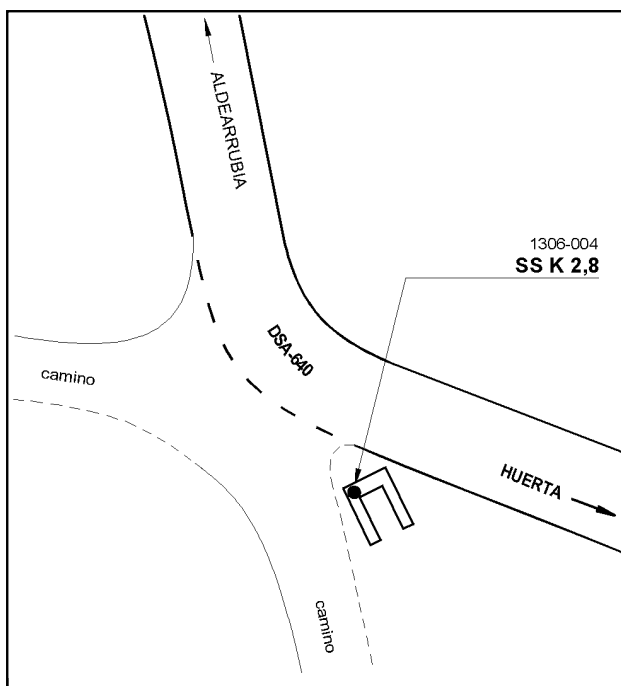 ALDEARRUBIA
1306-004
SS K 2,8
DSA-640
camino
HUERTA
camino